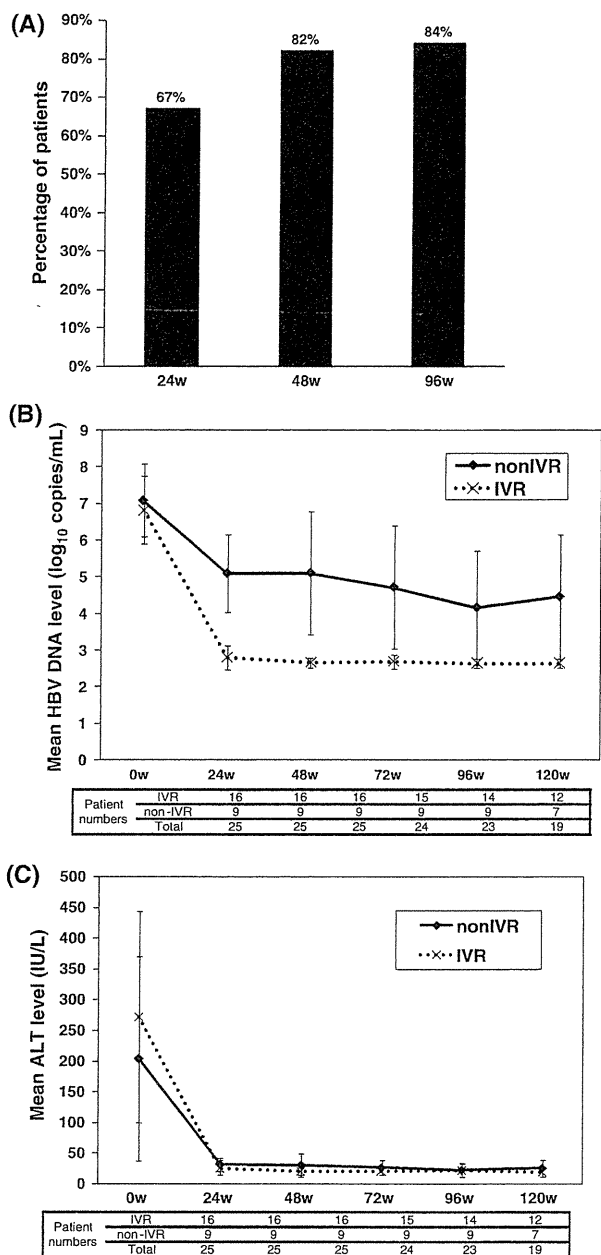 (A)
90%
80%
70%
60%
50%
40%
30%
20%
10%
0%
Percentage of patients
67%
82%
84%
24w
48w
96w
(B)
9
8
7
6
5
4
3
2
1
0
Mean HBV DNA level (log10 copies/mL)
nonIVR
IVR
0w 24w 48w 72w 96w 120w
Patient numbers
IVR 16 16 16 15 14 12
non-IVR 9 9 9 9 9 7
Total 25 25 25 24 23 19
(C)
500
450
400
350
300
250
200
150
100
50
0
Mean ALT level (IU/L)
nonIVR
IVR
0w 24w 48w 72w 96w 120w
Patient numbers
IVR 16 16 16 15 14 12
non-IVR 9 9 9 9 9 7
Total 25 25 25 24 23 19